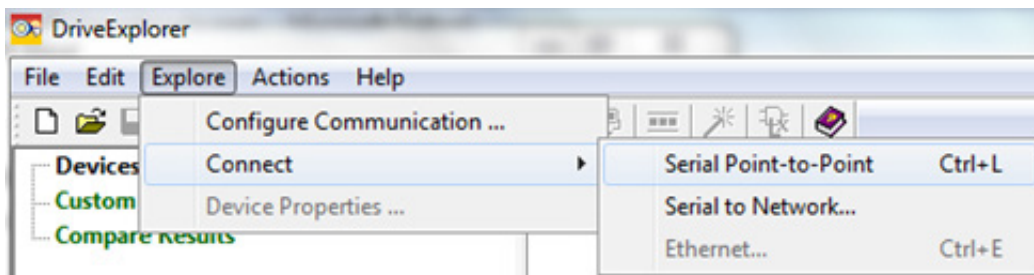 DriveExplorer
File Edit Explore Actions Help
Configure Communication ...
Devices Connect Serial Point-to-Point Ctrl+L
Custom Device Properties ... Serial to Network...
Compare Results Ethernet... Ctrl+E